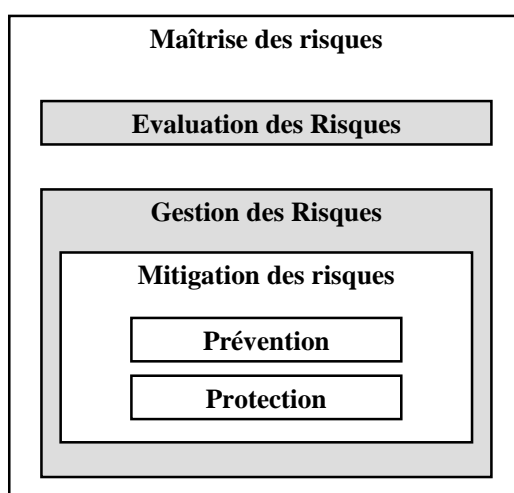 Maîtrise des risques
Evaluation des Risques
Gestion des Risques
Mitigation des risques
Prévention
Protection